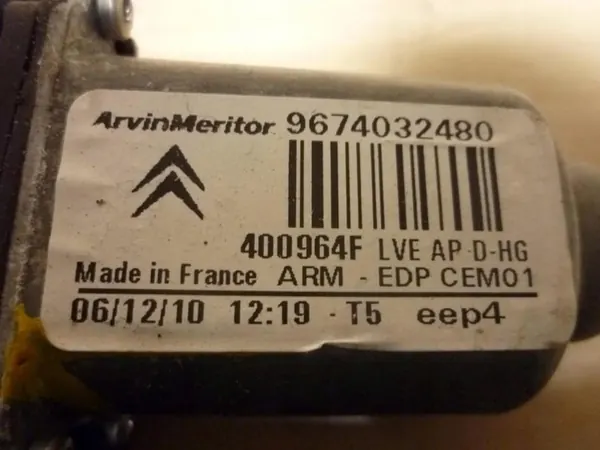 ArvinMeritor 9674032480
400964F LVE AP D-HG
Made in France ARM - EDP CEM01
06/12/10 12:19 - T5 eep4